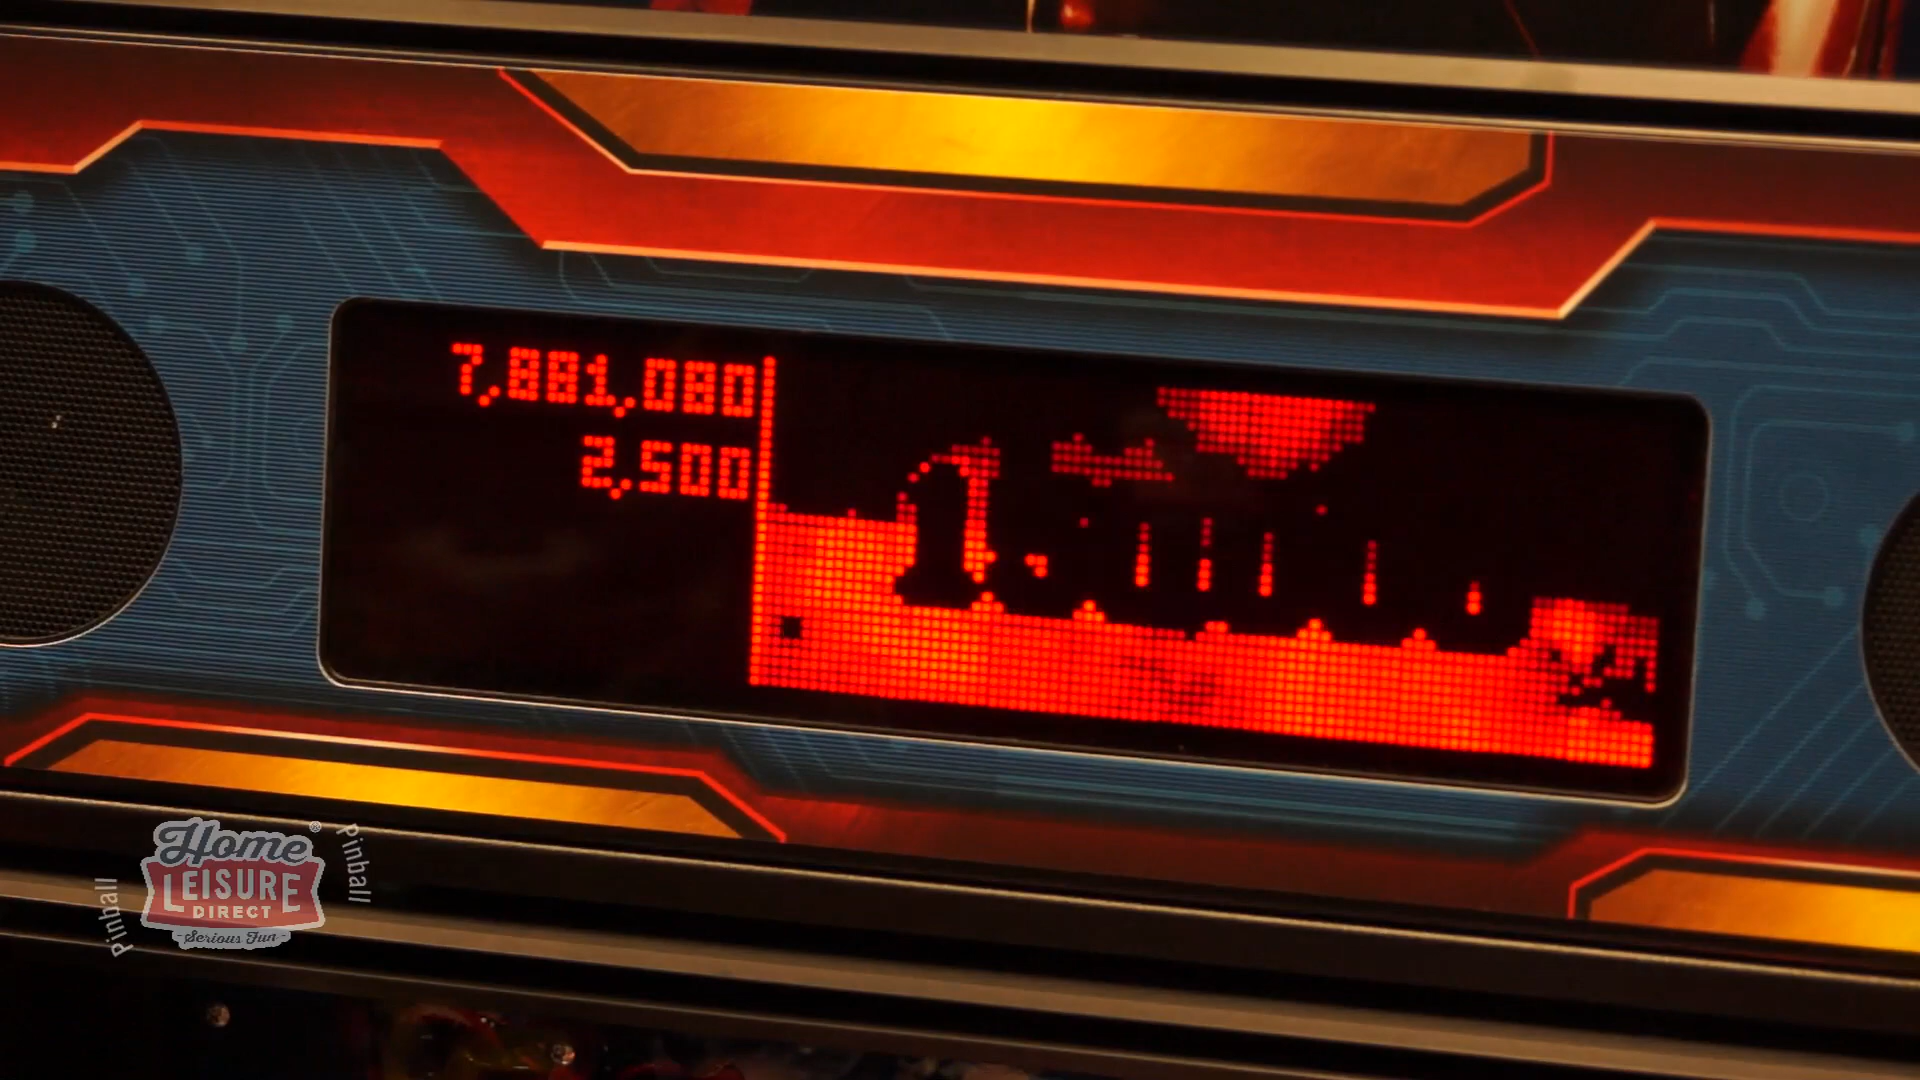 7,881,080
2,500
Home®
LEISURE
DIRECT
-Serious Fun-
Pinball
Pinball